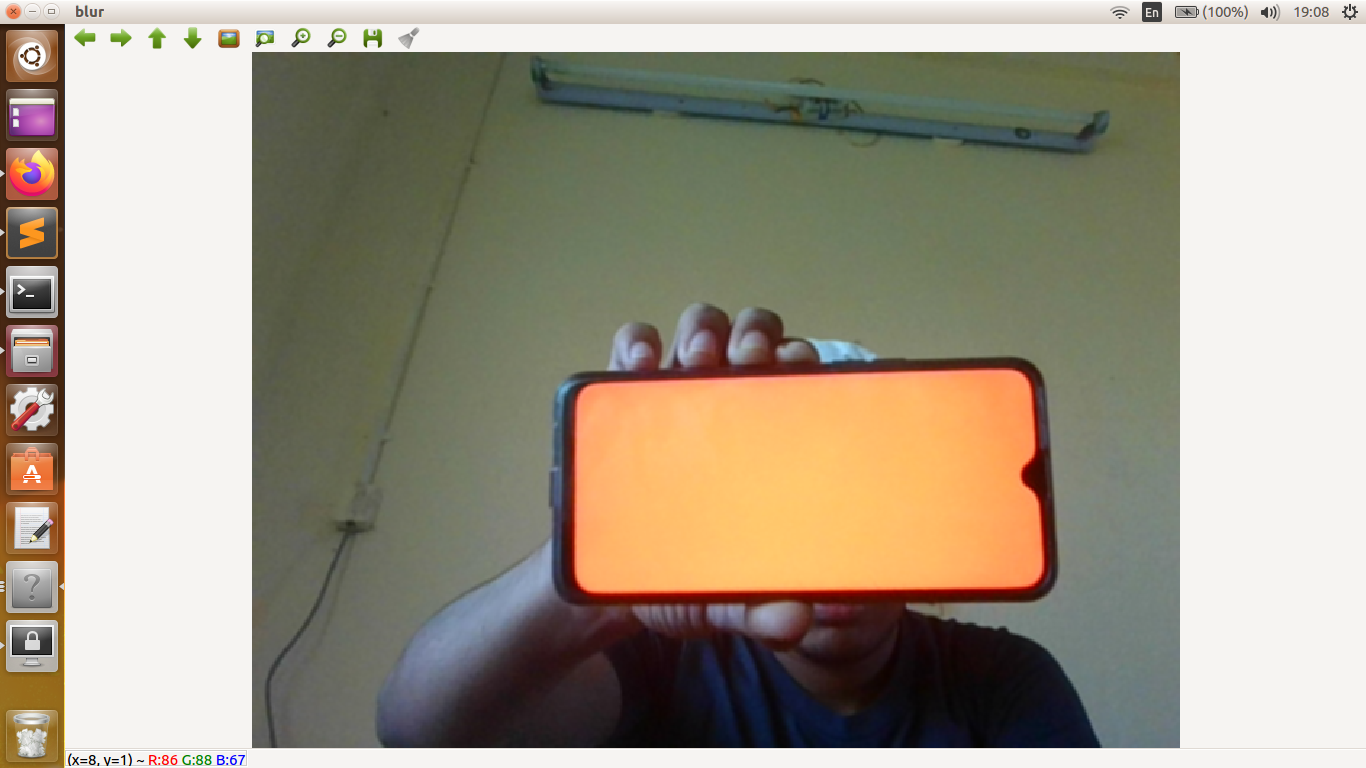 blur
En
(100%)
19:08
(x=8, y=1) ~ R:86 G:88 B:67